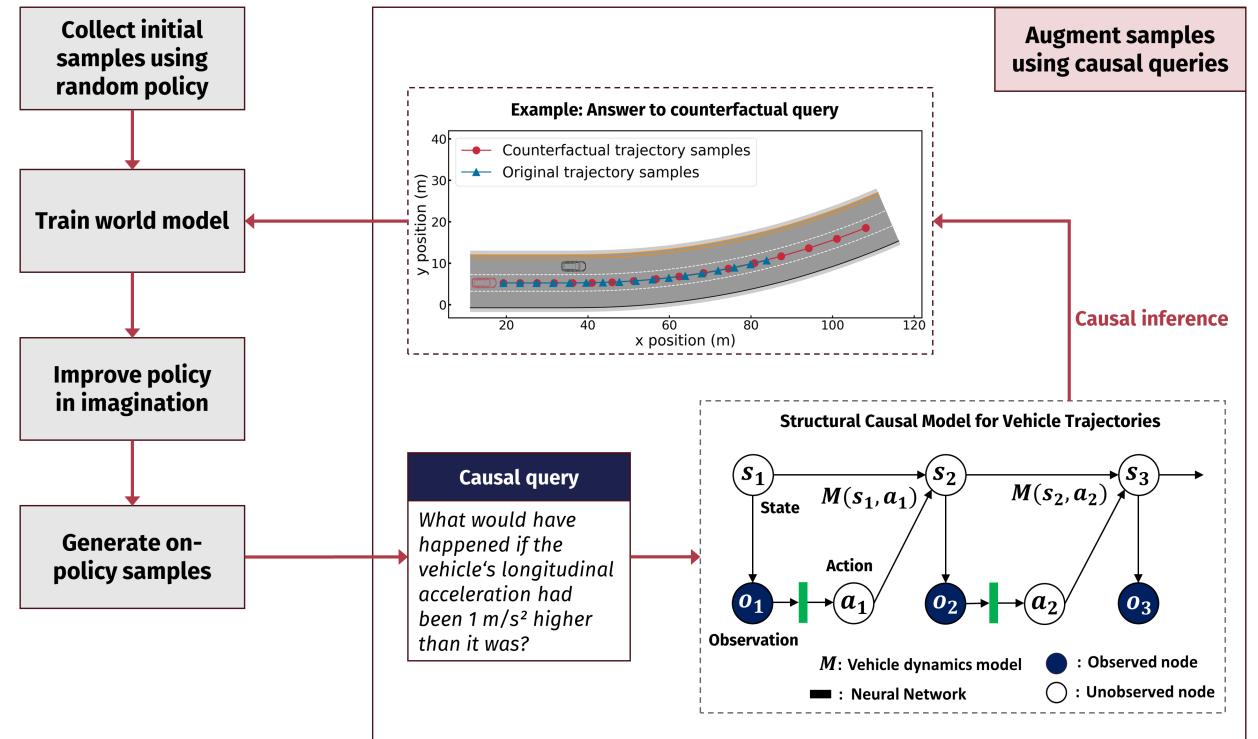 Collect initial
samples using
random policy
Train world model
Improve policy
in imagination
Generate on-
policy samples
Augment samples
using causal queries
Example: Answer to counterfactual query
Counterfactual trajectory samples
Original trajectory samples
y position (m)
40
30
20
10
0
20
40
60
80
100
120
x position (m)
Causal inference
Causal query
What would have
happened if the
vehicle‘s longitudinal
acceleration had
been 1 m/s² higher
than it was?
Structural Causal Model for Vehicle Trajectories
s₁
s₂
s₃
M(s₁, a₁)
M(s₂, a₂)
State
Action
o₁
a₁
o₂
a₂
o₃
Observation
M: Vehicle dynamics model
: Observed node
: Neural Network
: Unobserved node